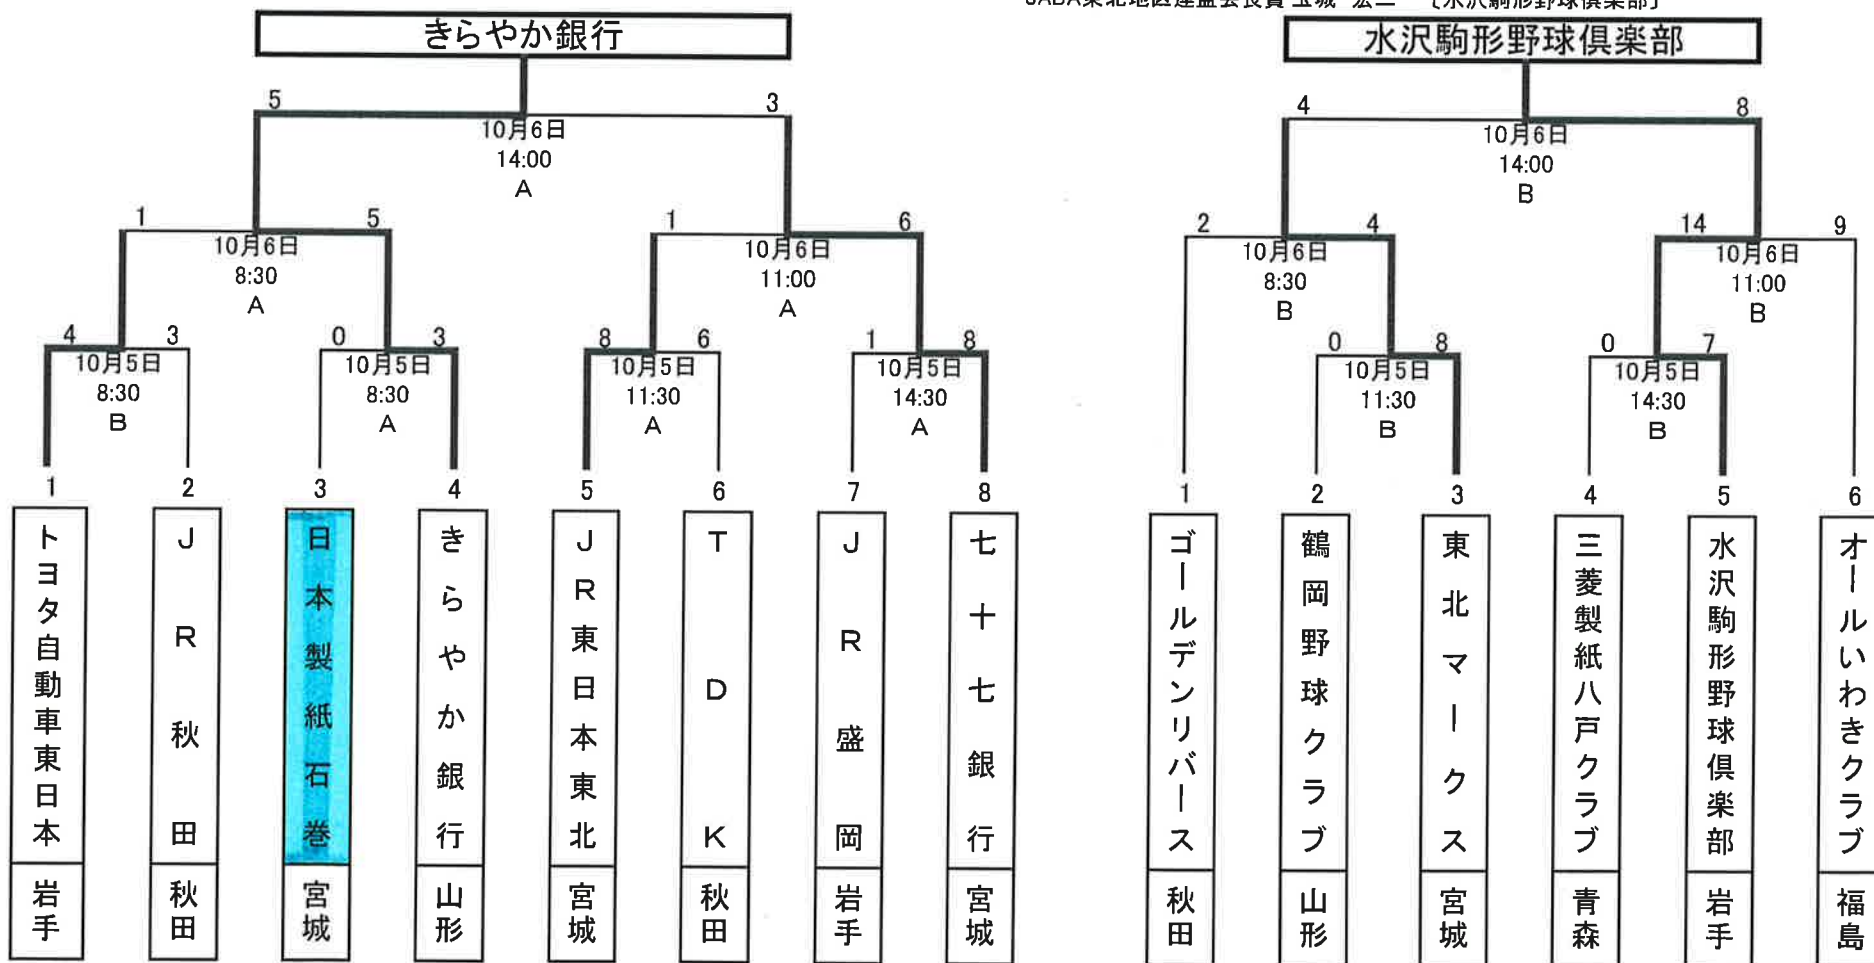 きらやか銀行
水沢駒形野球倶楽部
5 3
10月6日
14:00
A
4 8
10月6日
14:00
B
1 5
10月6日
8:30
A
1 6
10月6日
11:00
A
2 4
10月6日
8:30
B
14 9
10月6日
11:00
B
4 3
10月5日
8:30
B
0 3
10月5日
8:30
A
8 6
10月5日
11:30
A
1 8
10月5日
14:30
A
0 8
10月5日
11:30
B
0 7
10月5日
14:30
B
1
トヨタ自動車東日本
岩手
2
JR秋田
秋田
3
日本製紙石巻
宮城
4
きらやか銀行
山形
5
JR東日本東北
宮城
6
TDK
秋田
7
JR盛岡
岩手
8
七十七銀行
宮城
1
ゴールデンリバース
秋田
2
鶴岡野球クラブ
山形
3
東北マークス
宮城
4
三菱製紙八戸クラブ
青森
5
水沢駒形野球倶楽部
岩手
6
オールいわきクラブ
福島